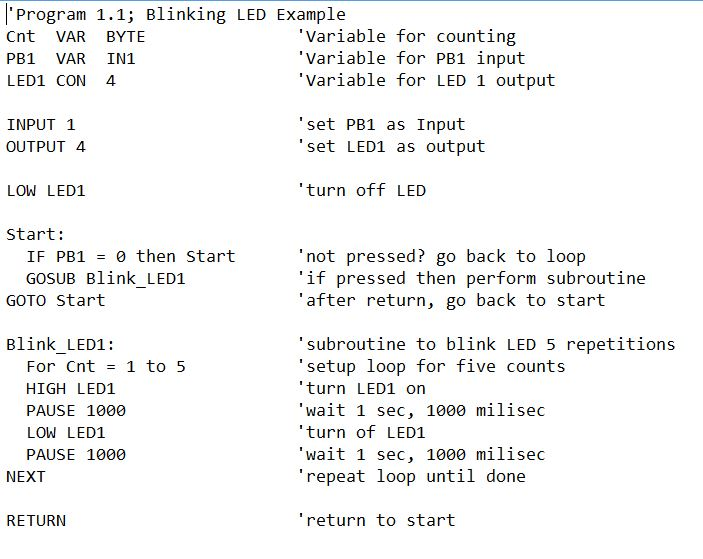 'Program 1.1; Blinking LED Example
Cnt VAR BYTE 'Variable for counting
PB1 VAR IN1 'Variable for PB1 input
LED1 CON 4 'Variable for LED 1 output
INPUT 1 'set PB1 as Input
OUTPUT 4 'set LED1 as output
LOW LED1 'turn off LED
Start:
IF PB1 = 0 then Start 'not pressed? go back to loop
GOSUB Blink_LED1 'if pressed then perform subroutine
GOTO Start 'after return, go back to start
Blink_LED1: 'subroutine to blink LED 5 repetitions
For Cnt = 1 to 5 'setup loop for five counts
HIGH LED1 'turn LED1 on
PAUSE 1000 'wait 1 sec, 1000 milisec
LOW LED1 'turn of LED1
PAUSE 1000 'wait 1 sec, 1000 milisec
NEXT 'repeat loop until done
RETURN 'return to start